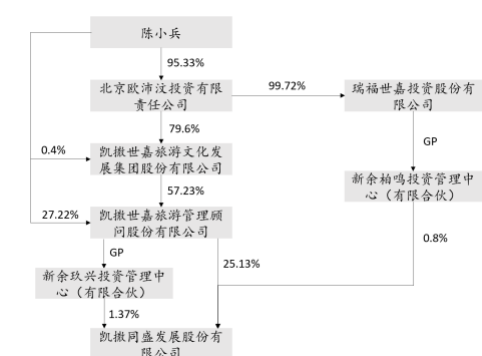 陈小兵
95.33%
北京欧沛汶投资有限
责任公司
99.72%
瑞福世嘉投资股份有
限公司
79.6%
GP
0.4%
凯撒世嘉旅游文化发
展集团股份有限公司
新余柏鸣投资管理中
心（有限合伙）
57.23%
27.22%
凯撒世嘉旅游管理顾
问股份有限公司
0.8%
GP
25.13%
新余玖兴投资管理中
心（有限合伙）
1.37%
凯撒同盛发展股份有
限公司